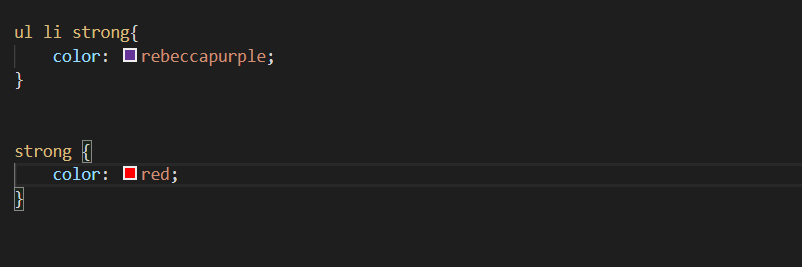 ul li strong{
    color: rebeccapurple;
}
strong {
    color: red;
}